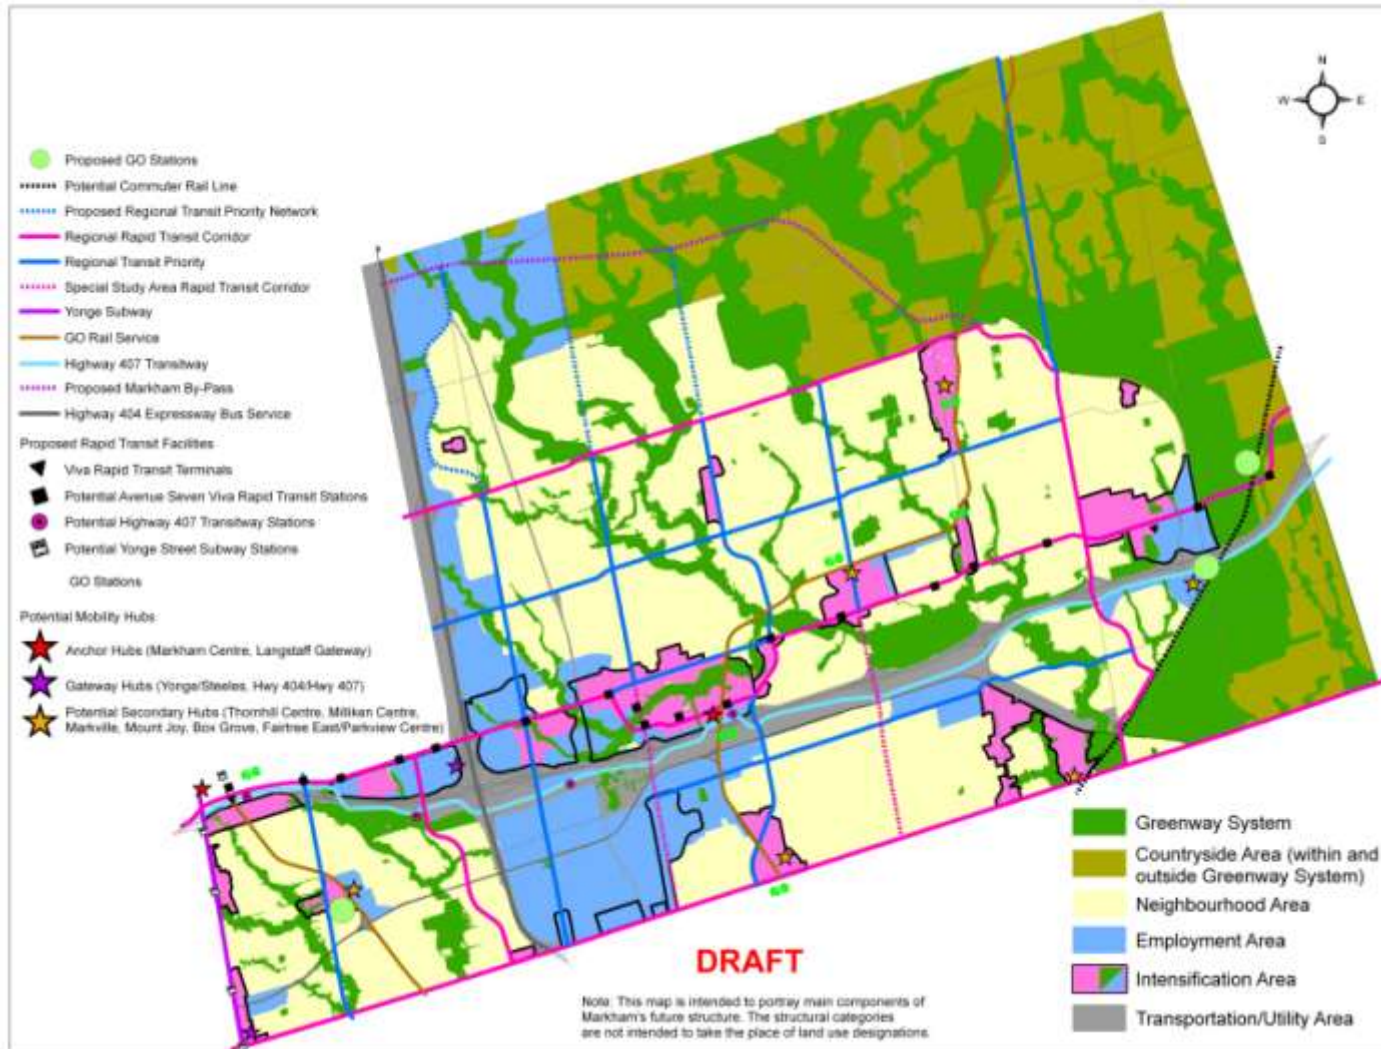 N
W
E
S
Proposed GO Stations
Potential Commuter Rail Line
Proposed Regional Transit Priority Network
Regional Rapid Transit Corridor
Regional Transit Priority
Special Study Area Rapid Transit Corridor
Yonge Subway
GO Rail Service
Highway 407 Transitway
Proposed Markham By-Pass
Highway 404 Expressway Bus Service
Proposed Rapid Transit Facilities
Viva Rapid Transit Terminals
Potential Avenue Seven Viva Rapid Transit Stations
Potential Highway 407 Transitway Stations
Potential Yonge Street Subway Stations
GO Stations
Potential Mobility Hubs
Anchor Hubs (Markham Centre, Langstaff Gateway)
Gateway Hubs (Yonge/Steeles, Hwy 404/Hwy 407)
Potential Secondary Hubs (Thornhill Centre, Milliken Centre,
Markville, Mount Joy, Box Grove, Fairtree East/Parkview Centre)
Greenway System
Countryside Area (within and
outside Greenway System)
Neighbourhood Area
Employment Area
Intensification Area
Transportation/Utility Area
DRAFT
Note: This map is intended to portray main components of
Markham's future structure. The structural categories
are not intended to take the place of land use designations.